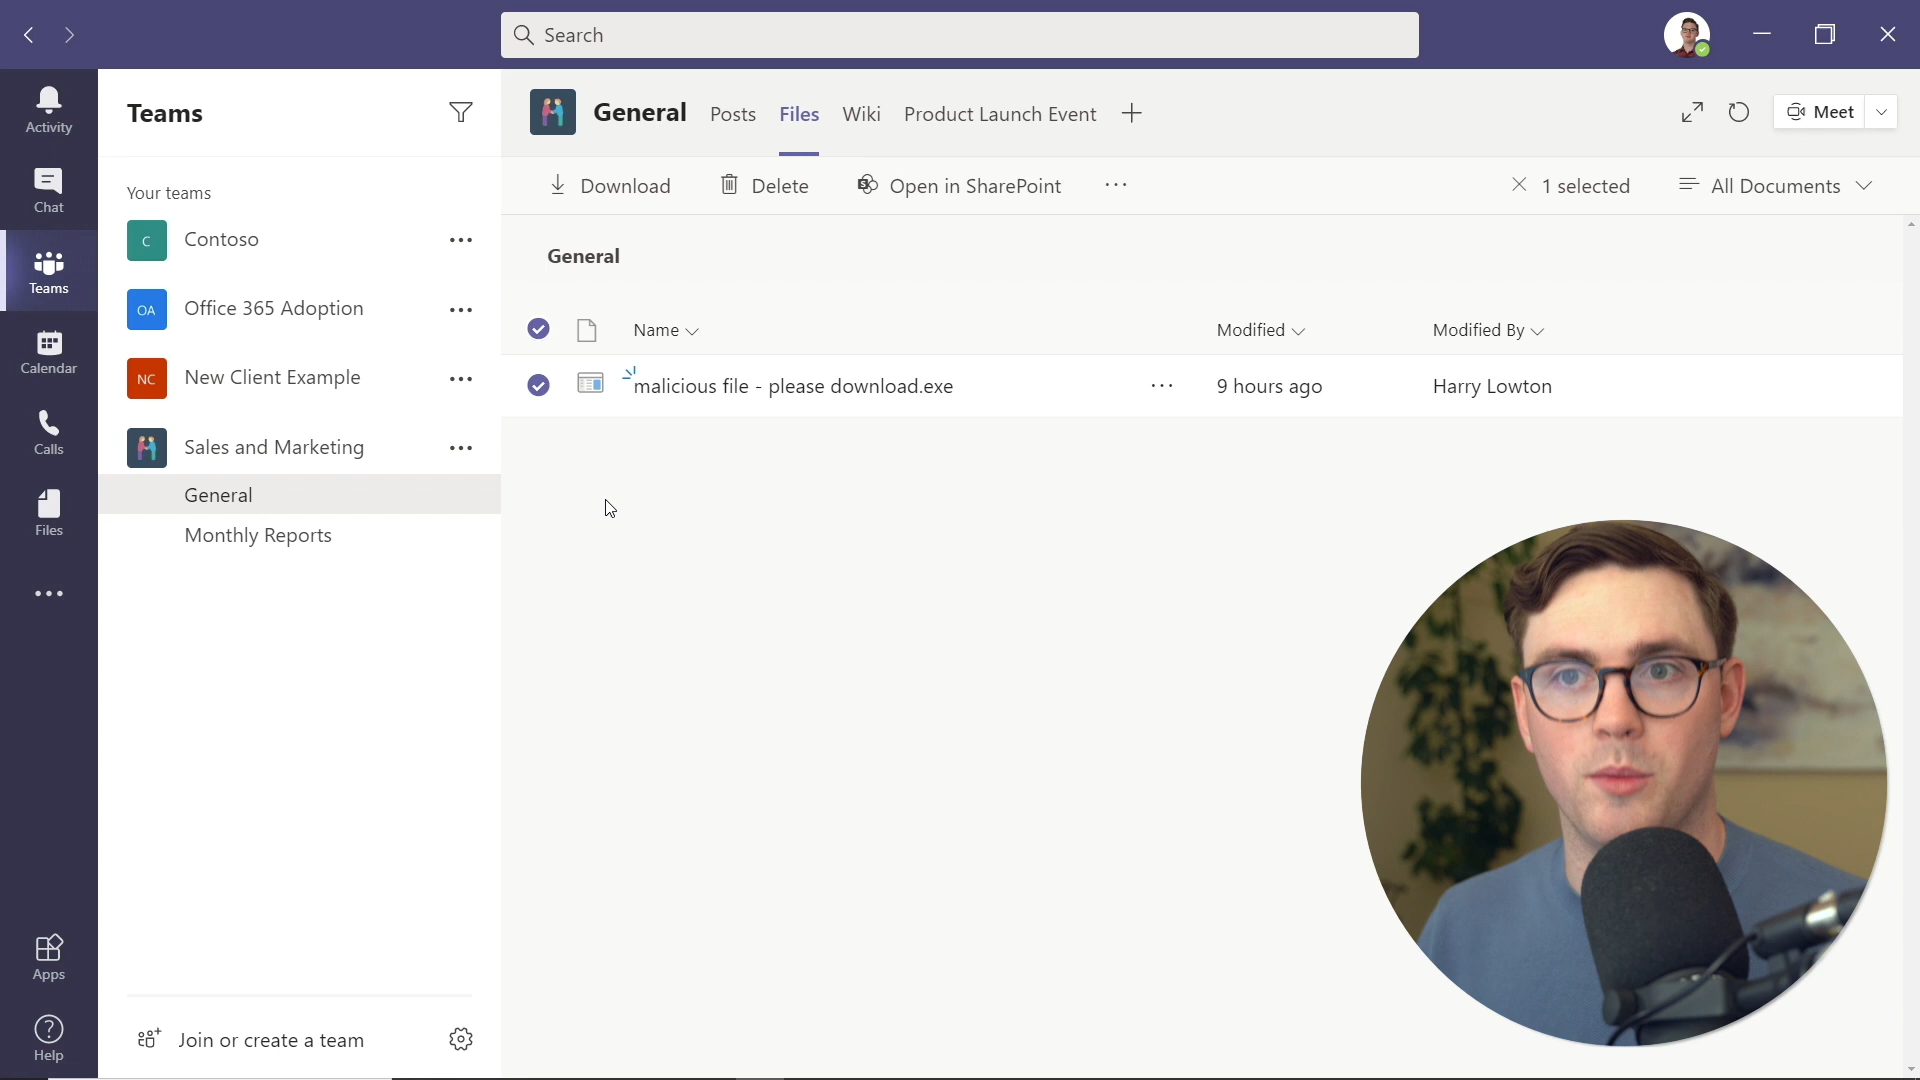 Search
Activity
Chat
Teams
Calendar
Calls
Files
Apps
Help
Teams
Your teams
C Contoso
OA Office 365 Adoption
NC New Client Example
Sales and Marketing
General
Monthly Reports
Join or create a team
General Posts Files Wiki Product Launch Event Meet
Download Delete Open in SharePoint 1 selected All Documents
General
Name Modified Modified By
malicious file - please download.exe 9 hours ago Harry Lowton